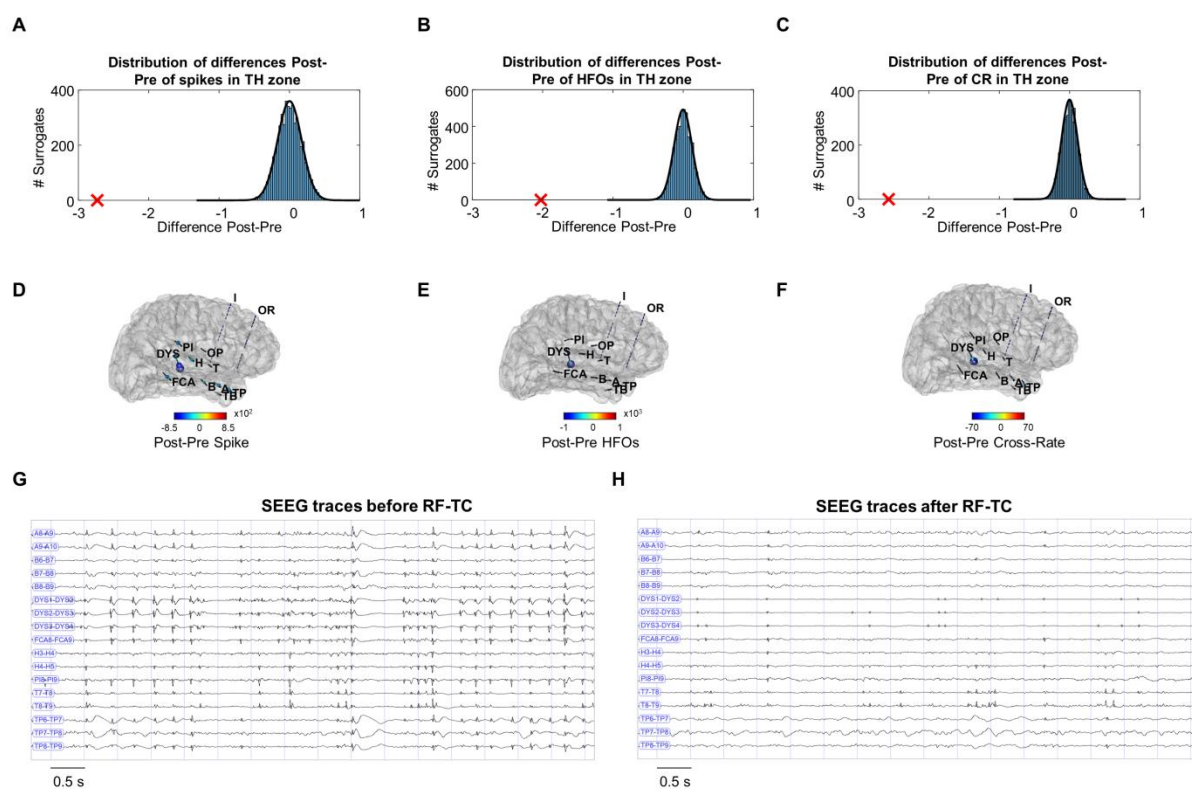 A
B
C
Distribution of differences Post-
Pre of spikes in TH zone
Distribution of differences Post-
Pre of HFOs in TH zone
Distribution of differences Post-
Pre of CR in TH zone
# Surrogates
400
200
0
-3 -2 -1 0 1
Difference Post-Pre
# Surrogates
600
400
200
0
-3 -2 -1 0 1
Difference Post-Pre
# Surrogates
400
200
0
-3 -2 -1 0 1
Difference Post-Pre
D
E
F
I
OR
PI
DYS
OP
H
T
FCA
B
A
TP
TB
x10²
-8.5 0 8.5
Post-Pre Spike
I
OR
PI
OP
DYS
H
T
FCA
B
A
TP
TB
x10³
-1 0 1
Post-Pre HFOs
I
OR
PI
OP
DYS
H
T
FCA
B
A
TP
TB
-70 0 70
Post-Pre Cross-Rate
G
H
SEEG traces before RF-TC
SEEG traces after RF-TC
A8-A9
A9-A10
B6-B7
B7-B8
B8-B9
DYS1-DYS2
DYS2-DYS3
DYS3-DYS4
FCA8-FCA9
H3-H4
H4-H5
PI8-PI9
T7-T8
T8-T9
TP6-TP7
TP7-TP8
TP8-TP9
0.5 s
A8-A9
A9-A10
B6-B7
B7-B8
B8-B9
DYS1-DYS2
DYS2-DYS3
DYS3-DYS4
FCA8-FCA9
H3-H4
H4-H5
PI8-PI9
T7-T8
T8-T9
TP6-TP7
TP7-TP8
TP8-TP9
0.5 s